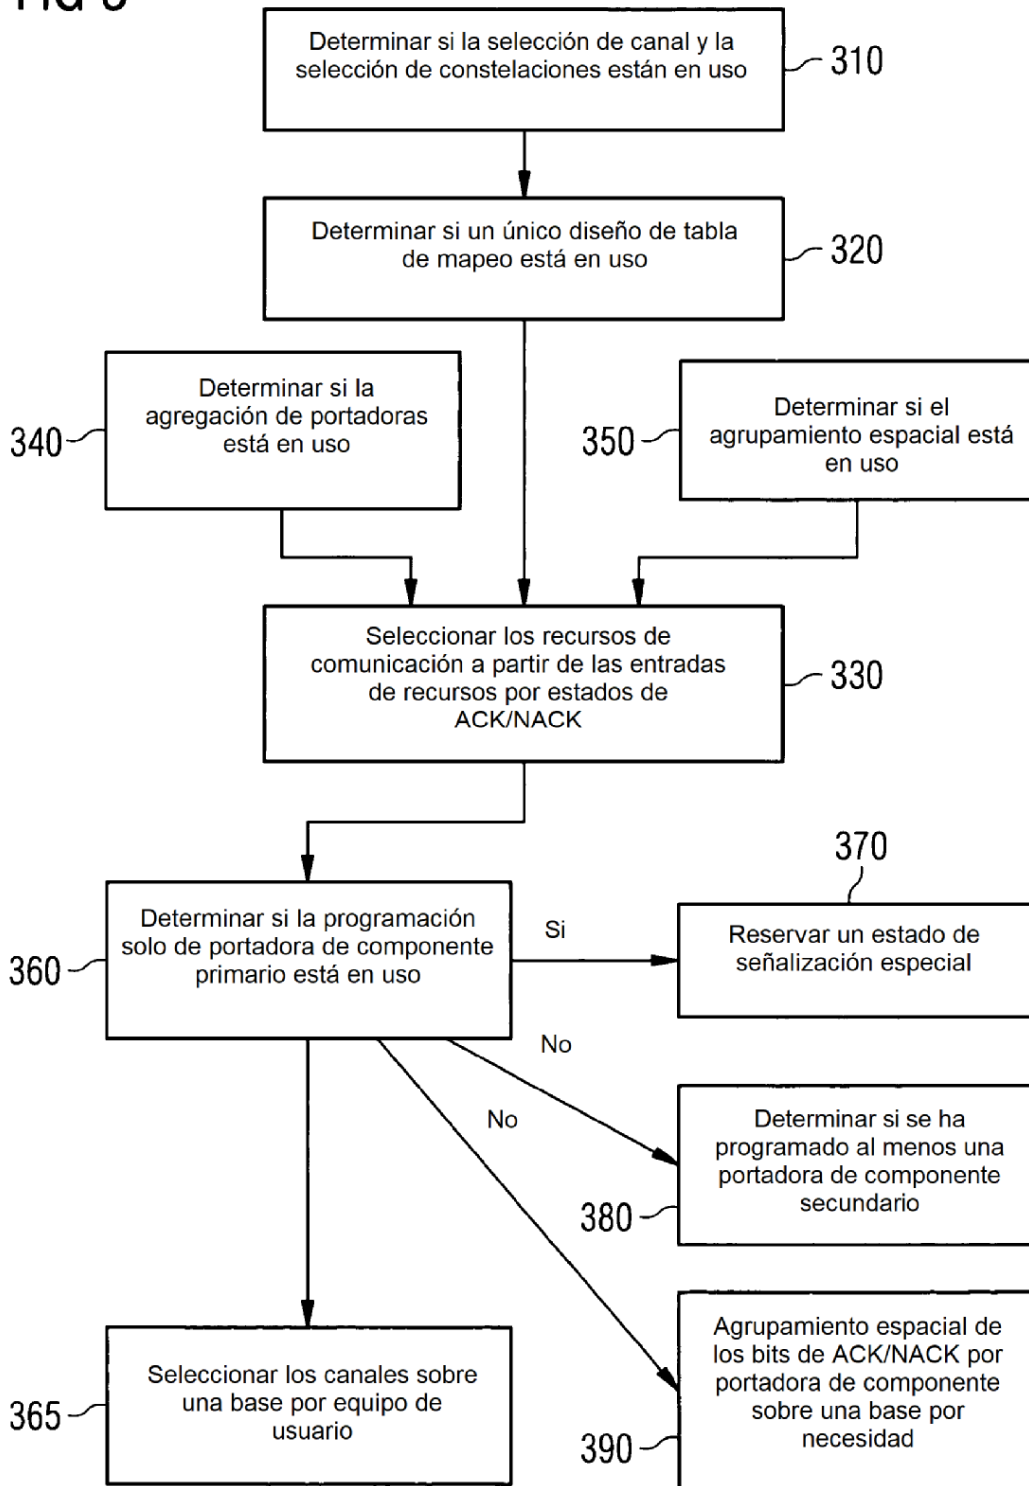 Determinar si la selección de canal y la
selección de constelaciones están en uso
310
Determinar si un único diseño de tabla
de mapeo está en uso
320
Determinar si la
agregación de portadoras
está en uso
340
Determinar si el
agrupamiento espacial está
en uso
350
Seleccionar los recursos de
comunicación a partir de las entradas
de recursos por estados de
ACK/NACK
330
Determinar si la programación
solo de portadora de componente
primario está en uso
360
Si
370
Reservar un estado de
señalización especial
No
No
Determinar si se ha
programado al menos una
portadora de componente
secundario
380
Seleccionar los canales sobre
una base por equipo de
usuario
365
Agrupamiento espacial de
los bits de ACK/NACK por
portadora de componente
sobre una base por
necesidad
390